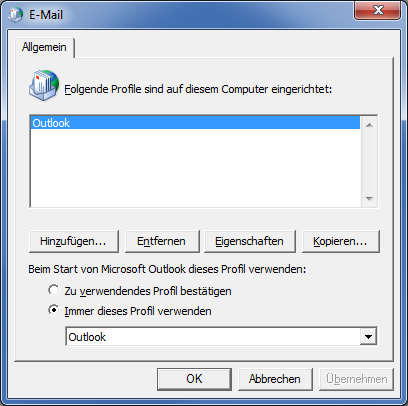 E-Mail
Allgemein
Folgende Profile sind auf diesem Computer eingerichtet:
Outlook
Hinzufügen...
Entfernen
Eigenschaften
Kopieren...
Beim Start von Microsoft Outlook dieses Profil verwenden:
Zu verwendendes Profil bestätigen
Immer dieses Profil verwenden
Outlook
OK
Abbrechen
Übernehmen